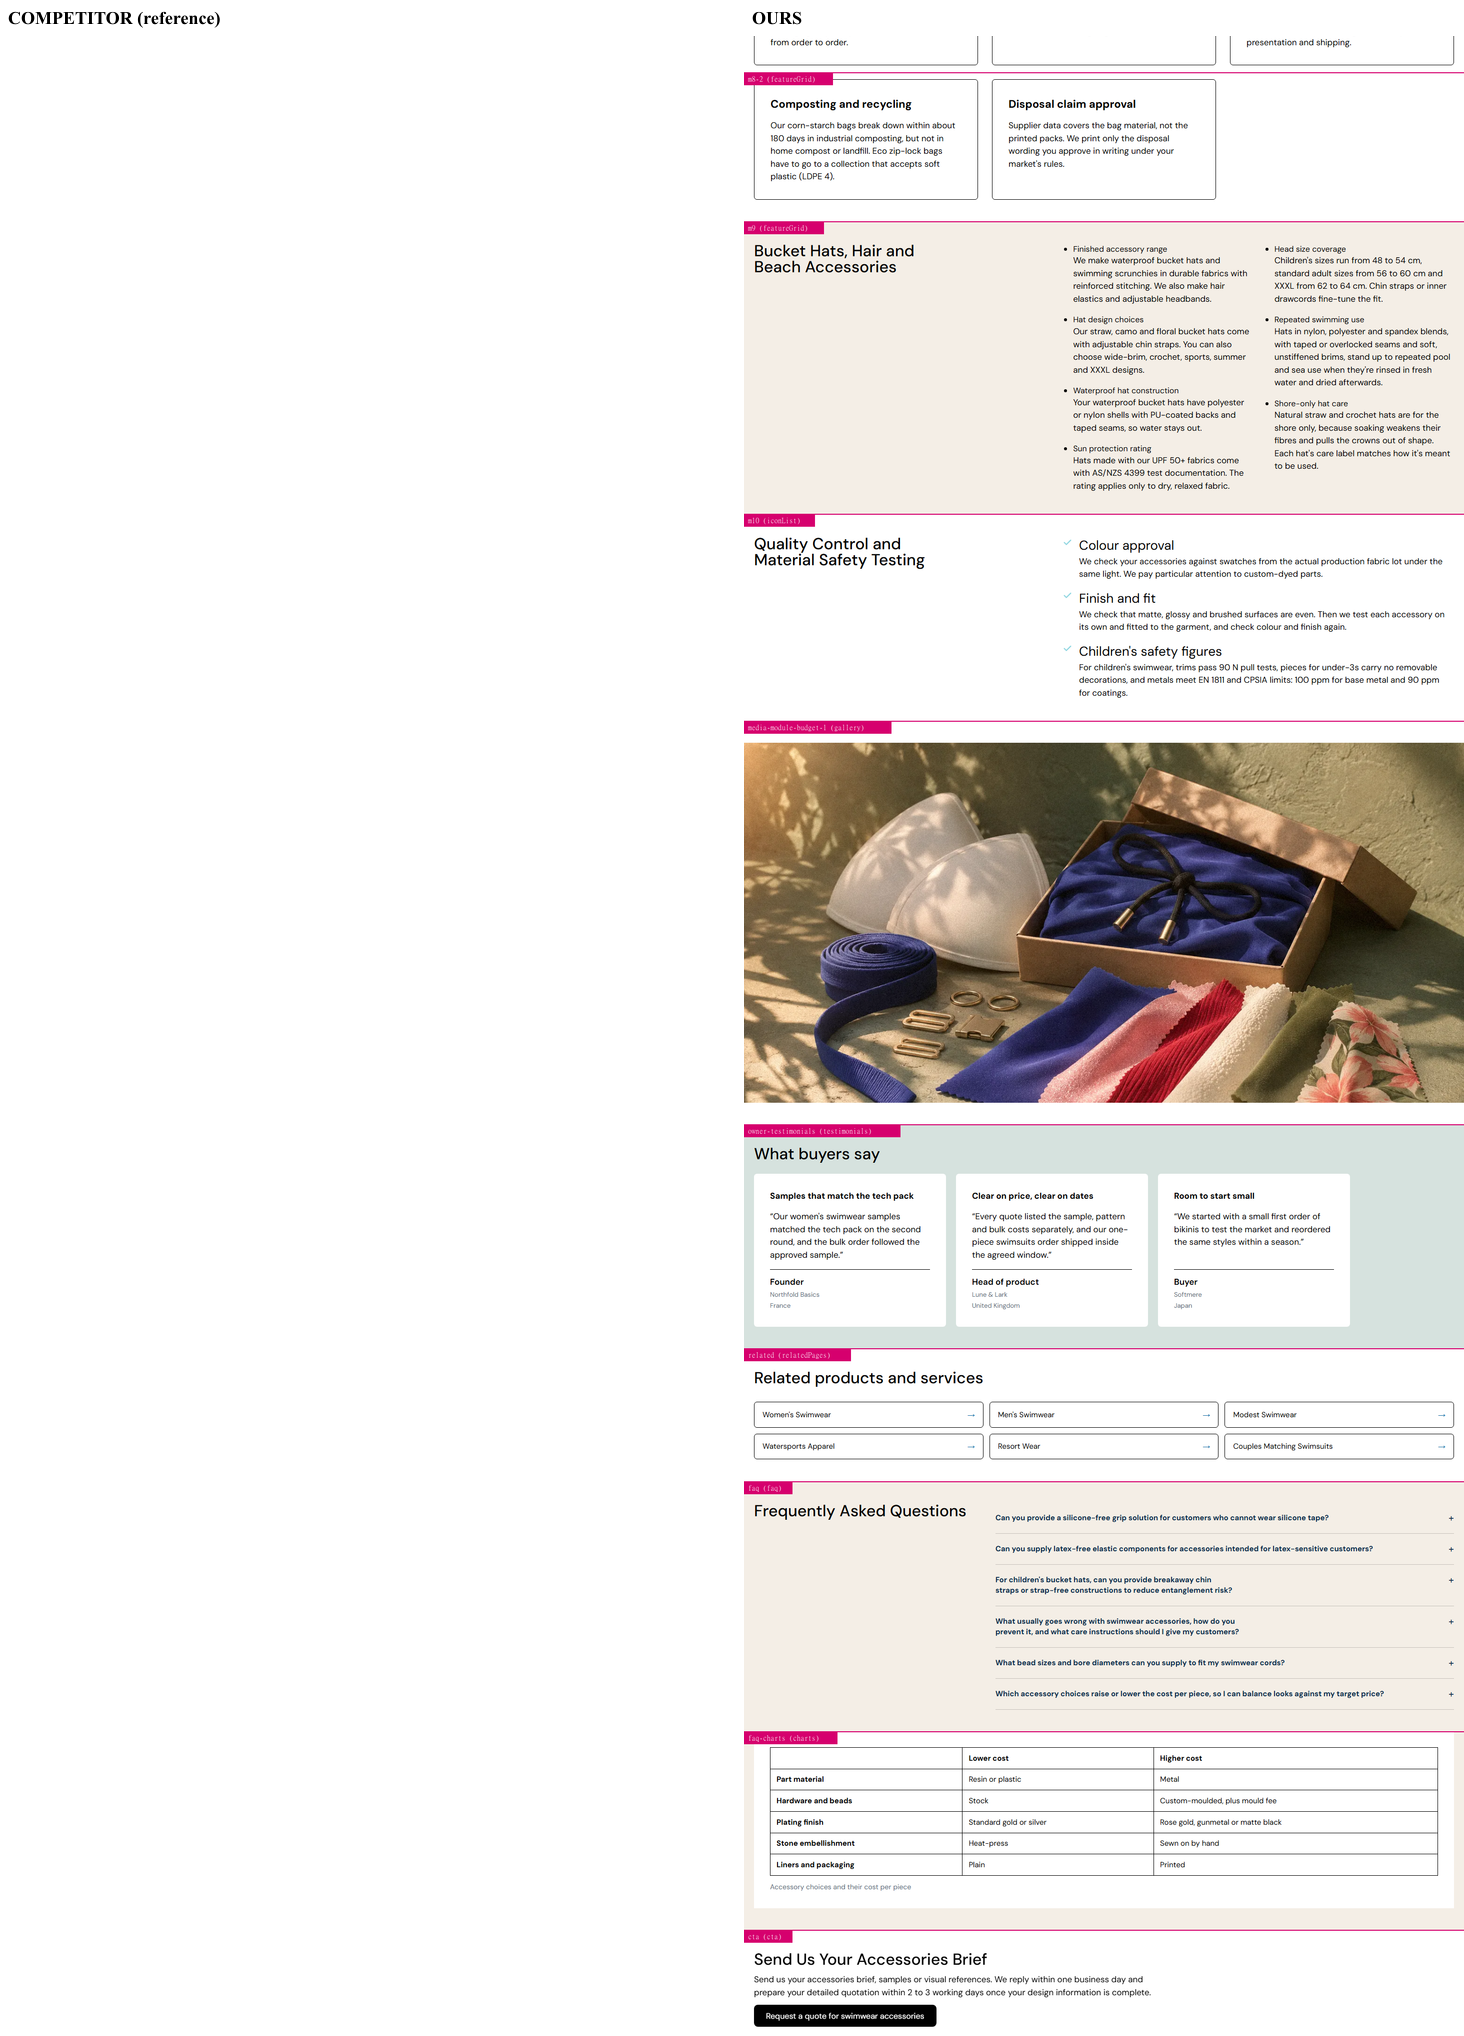 COMPETITOR (reference)
OURS
from order to order.
presentation and shipping.
m8-2 (featureGrid)
Composting and recycling
Our corn-starch bags break down within about
180 days in industrial composting, but not in
home compost or landfill. Eco zip-lock bags
have to go to a collection that accepts soft
plastic (LDPE 4).
Disposal claim approval
Supplier data covers the bag material, not the
printed packs. We print only the disposal
wording you approve in writing under your
market's rules.
m9 (featureGrid)
Bucket Hats, Hair and
Beach Accessories
Finished accessory range
We make waterproof bucket hats and
swimming scrunchies in durable fabrics with
reinforced stitching. We also make hair
elastics and adjustable headbands.
Hat design choices
Our straw, camo and floral bucket hats come
with adjustable chin straps. You can also
choose wide-brim, crochet, sports, summer
and XXXL designs.
Waterproof hat construction
Your waterproof bucket hats have polyester
or nylon shells with PU-coated backs and
taped seams, so water stays out.
Sun protection rating
Hats made with our UPF 50+ fabrics come
with AS/NZS 4399 test documentation. The
rating applies only to dry, relaxed fabric.
Head size coverage
Children's sizes run from 48 to 54 cm,
standard adult sizes from 56 to 60 cm and
XXXL from 62 to 64 cm. Chin straps or inner
drawcords fine-tune the fit.
Repeated swimming use
Hats in nylon, polyester and spandex blends,
with taped or overlocked seams and soft,
unstiffened brims, stand up to repeated pool
and sea use when they're rinsed in fresh
water and dried afterwards.
Shore-only hat care
Natural straw and crochet hats are for the
shore only, because soaking weakens their
fibres and pulls the crowns out of shape.
Each hat's care label matches how it's meant
to be used.
m10 (iconList)
Quality Control and
Material Safety Testing
Colour approval
We check your accessories against swatches from the actual production fabric lot under the
same light. We pay particular attention to custom-dyed parts.
Finish and fit
We check that matte, glossy and brushed surfaces are even. Then we test each accessory on
its own and fitted to the garment, and check colour and finish again.
Children's safety figures
For children's swimwear, trims pass 90 N pull tests, pieces for under-3s carry no removable
decorations, and metals meet EN 1811 and CPSIA limits: 100 ppm for base metal and 90 ppm
for coatings.
media-module-budget-1 (gallery)
owner-testimonials (testimonials)
What buyers say
Samples that match the tech pack
“Our women's swimwear samples
matched the tech pack on the second
round, and the bulk order followed the
approved sample.”
Founder
Northfold Basics
France
Clear on price, clear on dates
“Every quote listed the sample, pattern
and bulk costs separately, and our one-
piece swimsuits order shipped inside
the agreed window.”
Head of product
Lune & Lark
United Kingdom
Room to start small
“We started with a small first order of
bikinis to test the market and reordered
the same styles within a season.”
Buyer
Softmere
Japan
related (relatedPages)
Related products and services
Women's Swimwear →
Men's Swimwear →
Modest Swimwear →
Watersports Apparel →
Resort Wear →
Couples Matching Swimsuits →
faq (faq)
Frequently Asked Questions
Can you provide a silicone-free grip solution for customers who cannot wear silicone tape? +
Can you supply latex-free elastic components for accessories intended for latex-sensitive customers? +
For children's bucket hats, can you provide breakaway chin +
straps or strap-free constructions to reduce entanglement risk?
What usually goes wrong with swimwear accessories, how do you +
prevent it, and what care instructions should I give my customers?
What bead sizes and bore diameters can you supply to fit my swimwear cords? +
Which accessory choices raise or lower the cost per piece, so I can balance looks against my target price? +
faq-charts (charts)
Lower cost Higher cost
Part material Resin or plastic Metal
Hardware and beads Stock Custom-moulded, plus mould fee
Plating finish Standard gold or silver Rose gold, gunmetal or matte black
Stone embellishment Heat-press Sewn on by hand
Liners and packaging Plain Printed
Accessory choices and their cost per piece
cta (cta)
Send Us Your Accessories Brief
Send us your accessories brief, samples or visual references. We reply within one business day and
prepare your detailed quotation within 2 to 3 working days once your design information is complete.
Request a quote for swimwear accessories